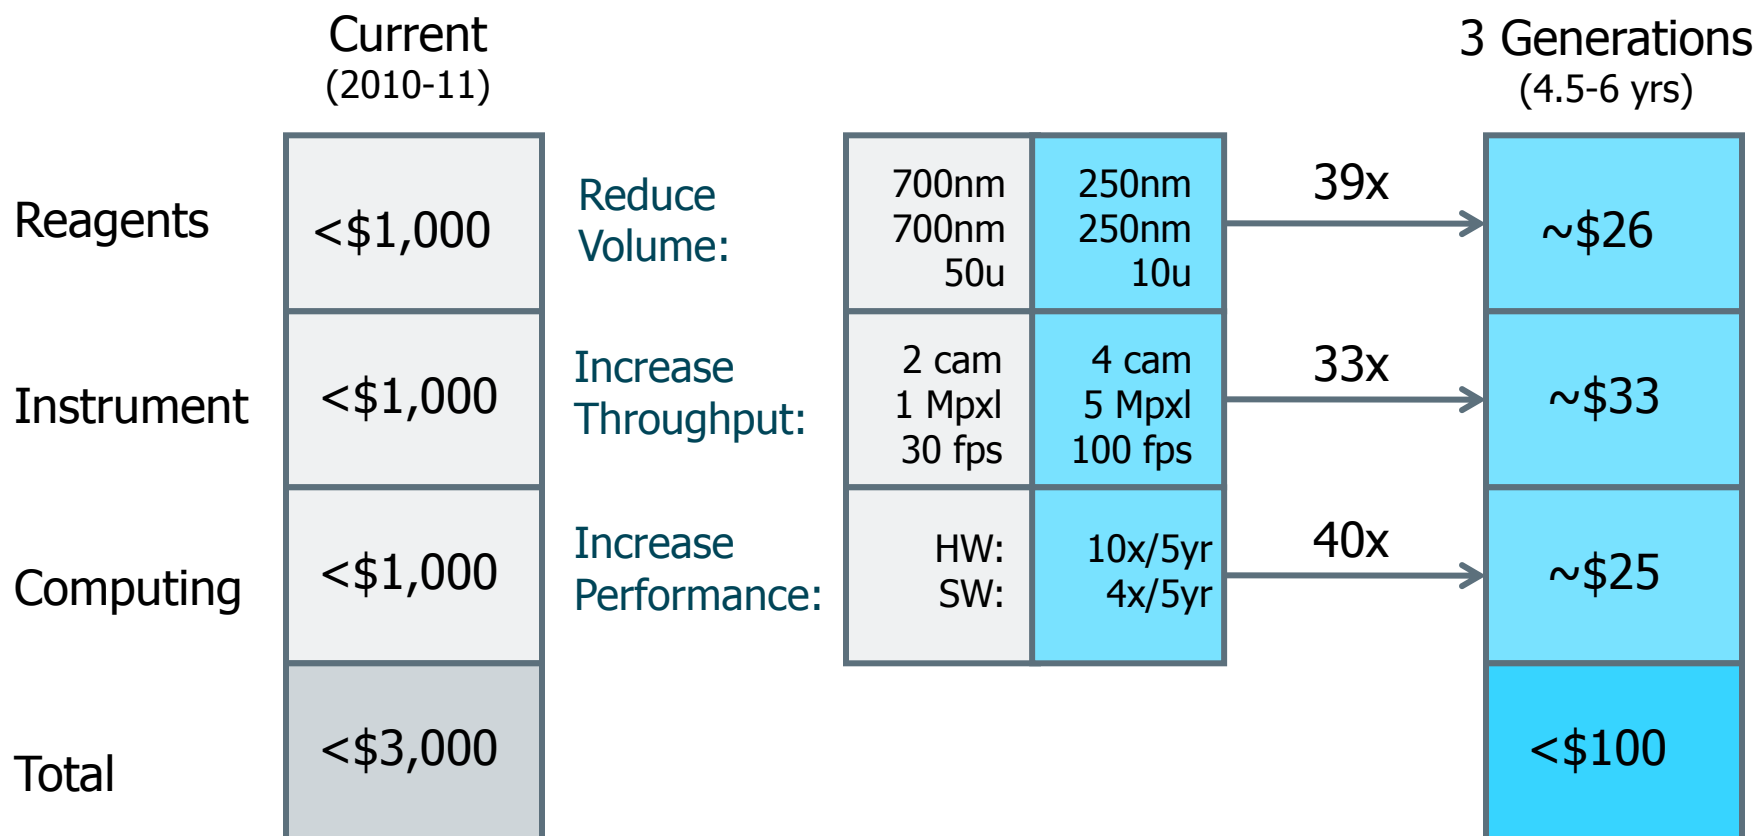 Current
(2010-11)
3 Generations
(4.5-6 yrs)
Reagents
<$1,000
Reduce
Volume:
700nm
700nm
50u
250nm
250nm
10u
39x
~$26
Instrument
<$1,000
Increase
Throughput:
2 cam
1 Mpxl
30 fps
4 cam
5 Mpxl
100 fps
33x
~$33
Computing
<$1,000
Increase
Performance:
HW:
SW:
10x/5yr
4x/5yr
40x
~$25
Total
<$3,000
<$100